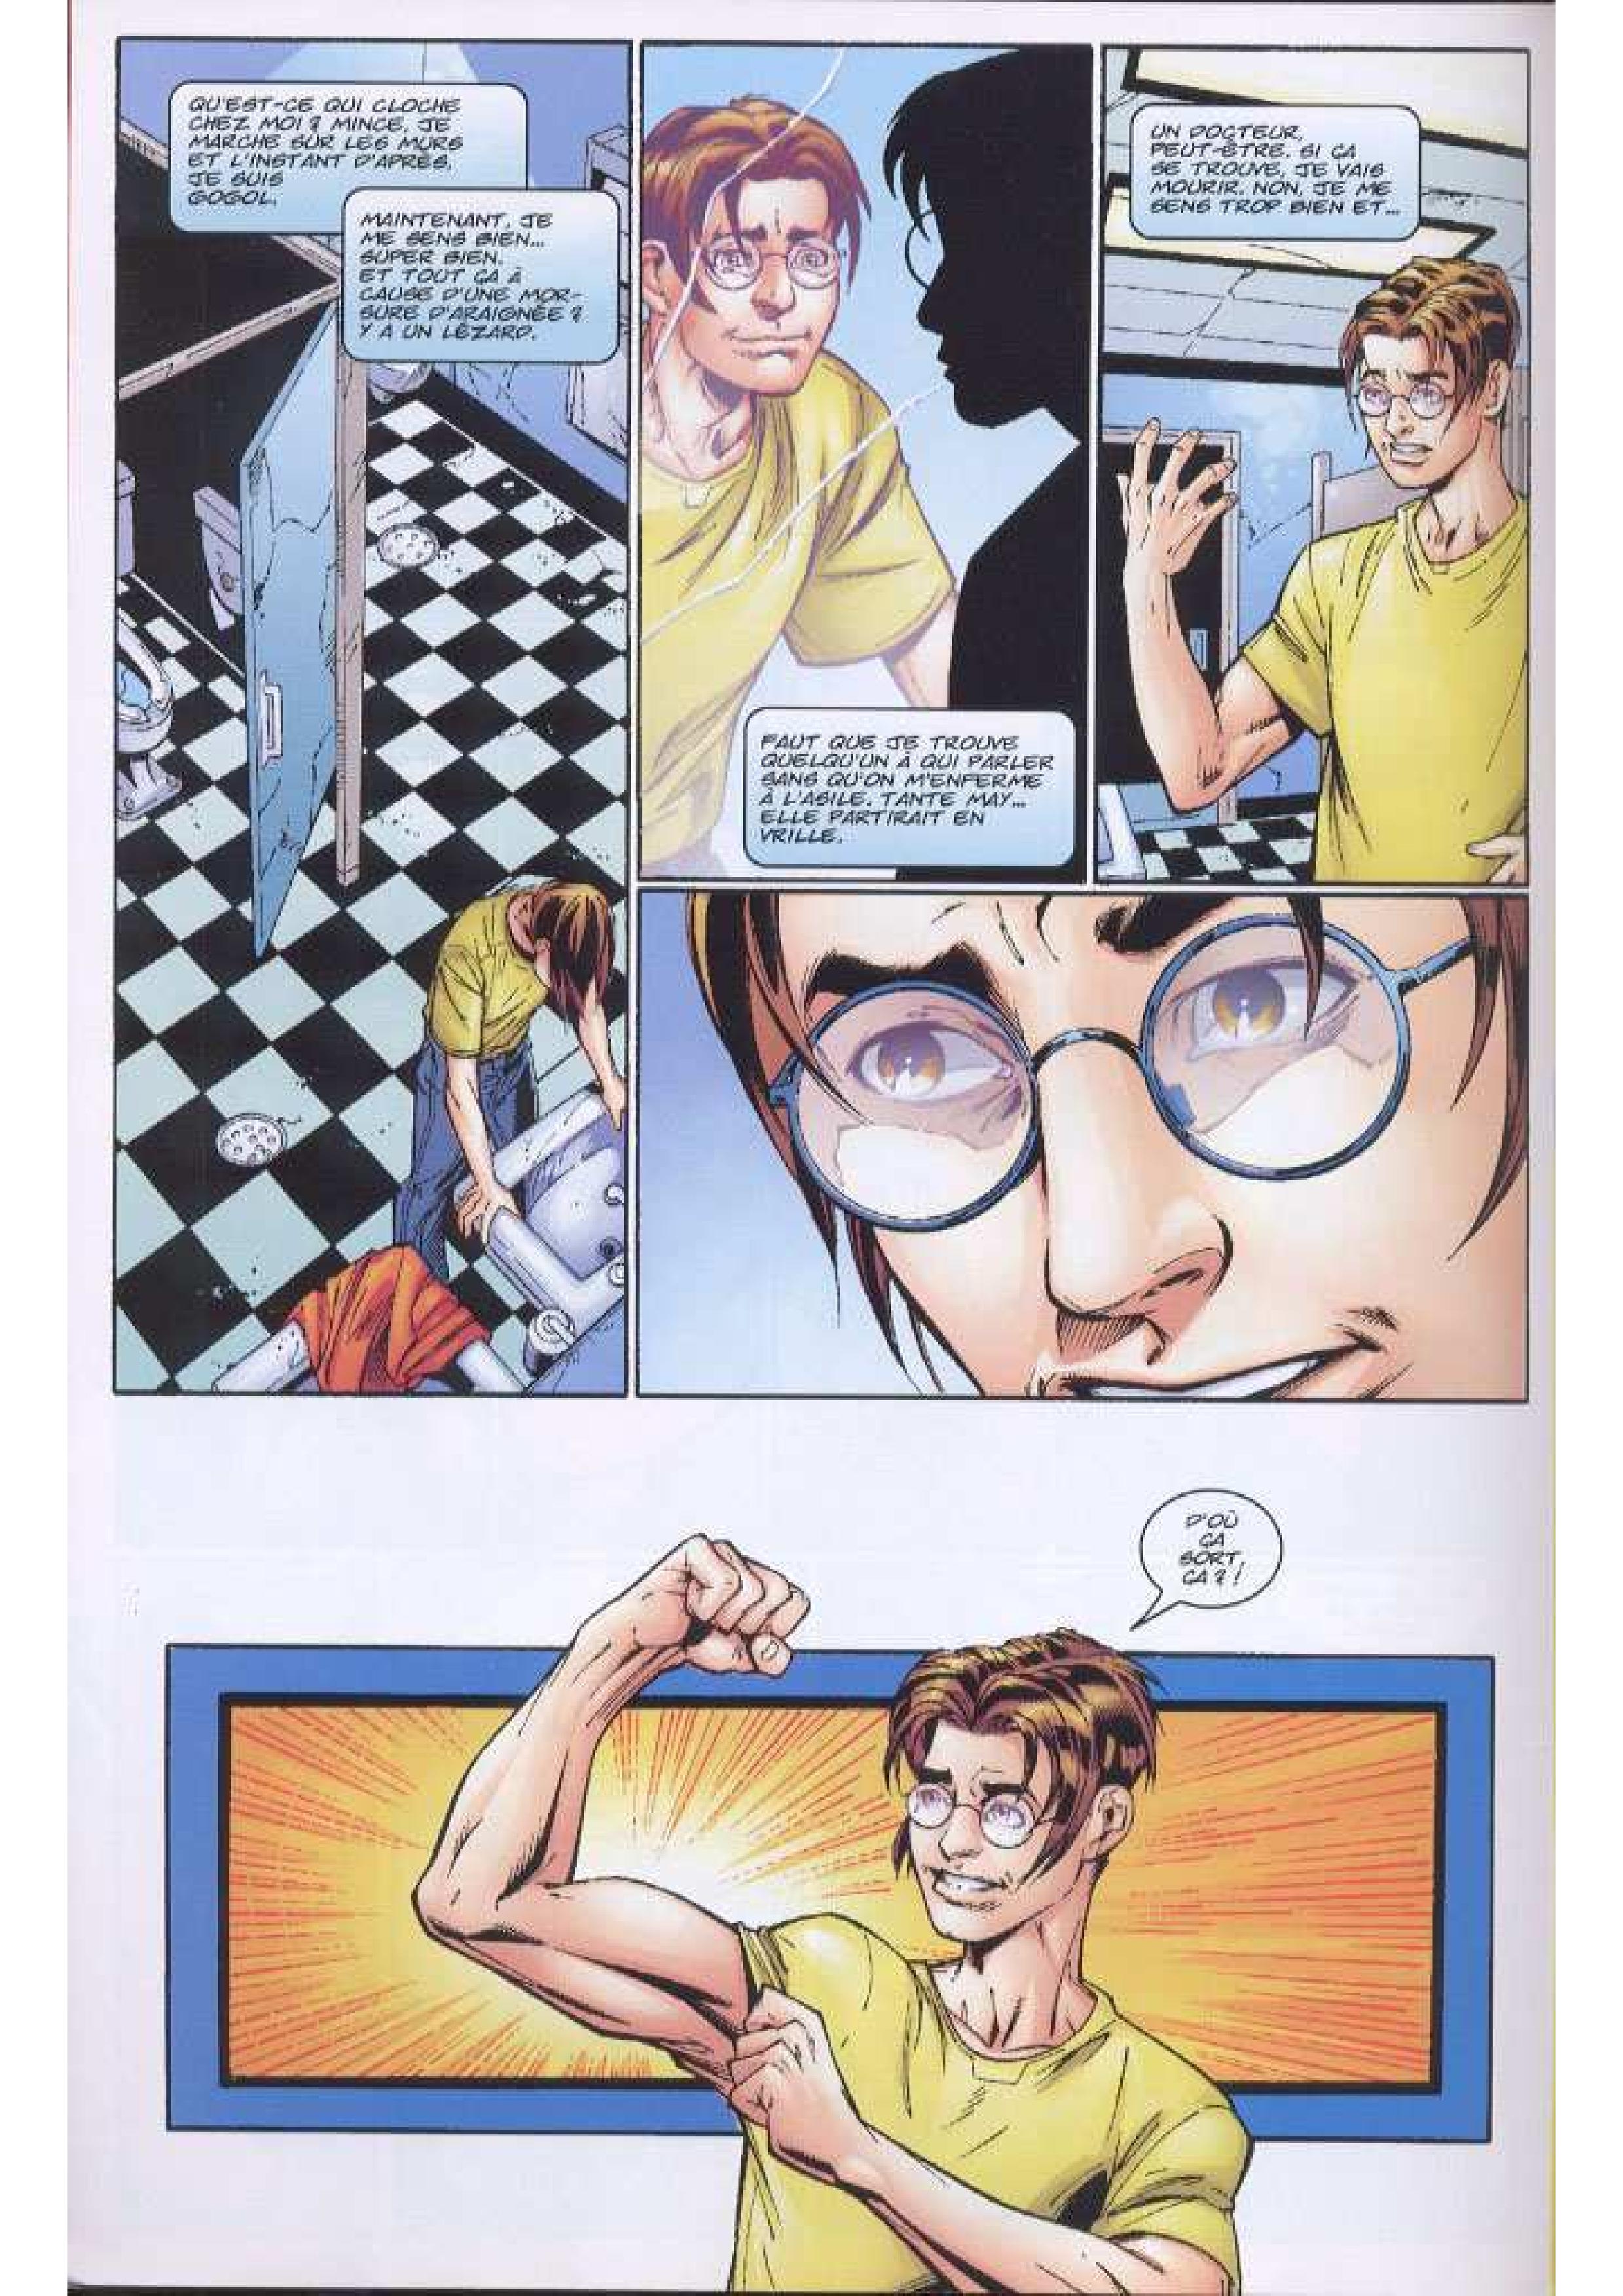 QU'EST-CE QUI CLOCHE
CHEZ MOI ? MINCE, JE
MARCHE SUR LES MURS
ET L'INSTANT D'APRÈS,
JE SUIS
GOGOL.
MAINTENANT, JE
ME SENS BIEN...
SUPER BIEN.
ET TOUT ÇA À
CAUSE D'UNE MOR-
SURE D'ARAIGNÉE ?
Y A UN LÉZARD.
FAUT QUE JE TROUVE
QUELQU'UN À QUI PARLER
SANS QU'ON M'ENFERME
À L'ASILE. TANTE MAY...
ELLE PARTIRAIT EN
VRILLE.
UN DOCTEUR,
PEUT-ÊTRE. SI ÇA
SE TROUVE, JE VAIS
MOURIR. NON, JE ME
SENS TROP BIEN ET...
D'OÙ
ÇA
SORT,
ÇA ? !